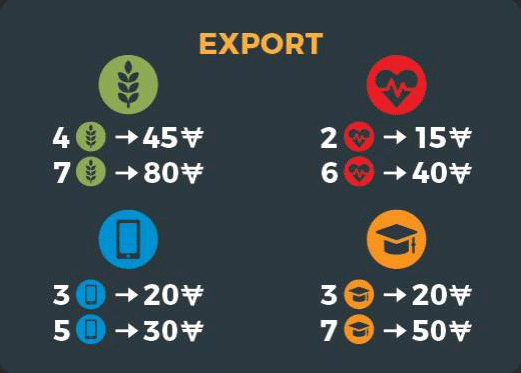 EXPORT
4 → 45₩
7 → 80₩
2 → 15₩
6 → 40₩
3 → 20₩
5 → 30₩
3 → 20₩
7 → 50₩